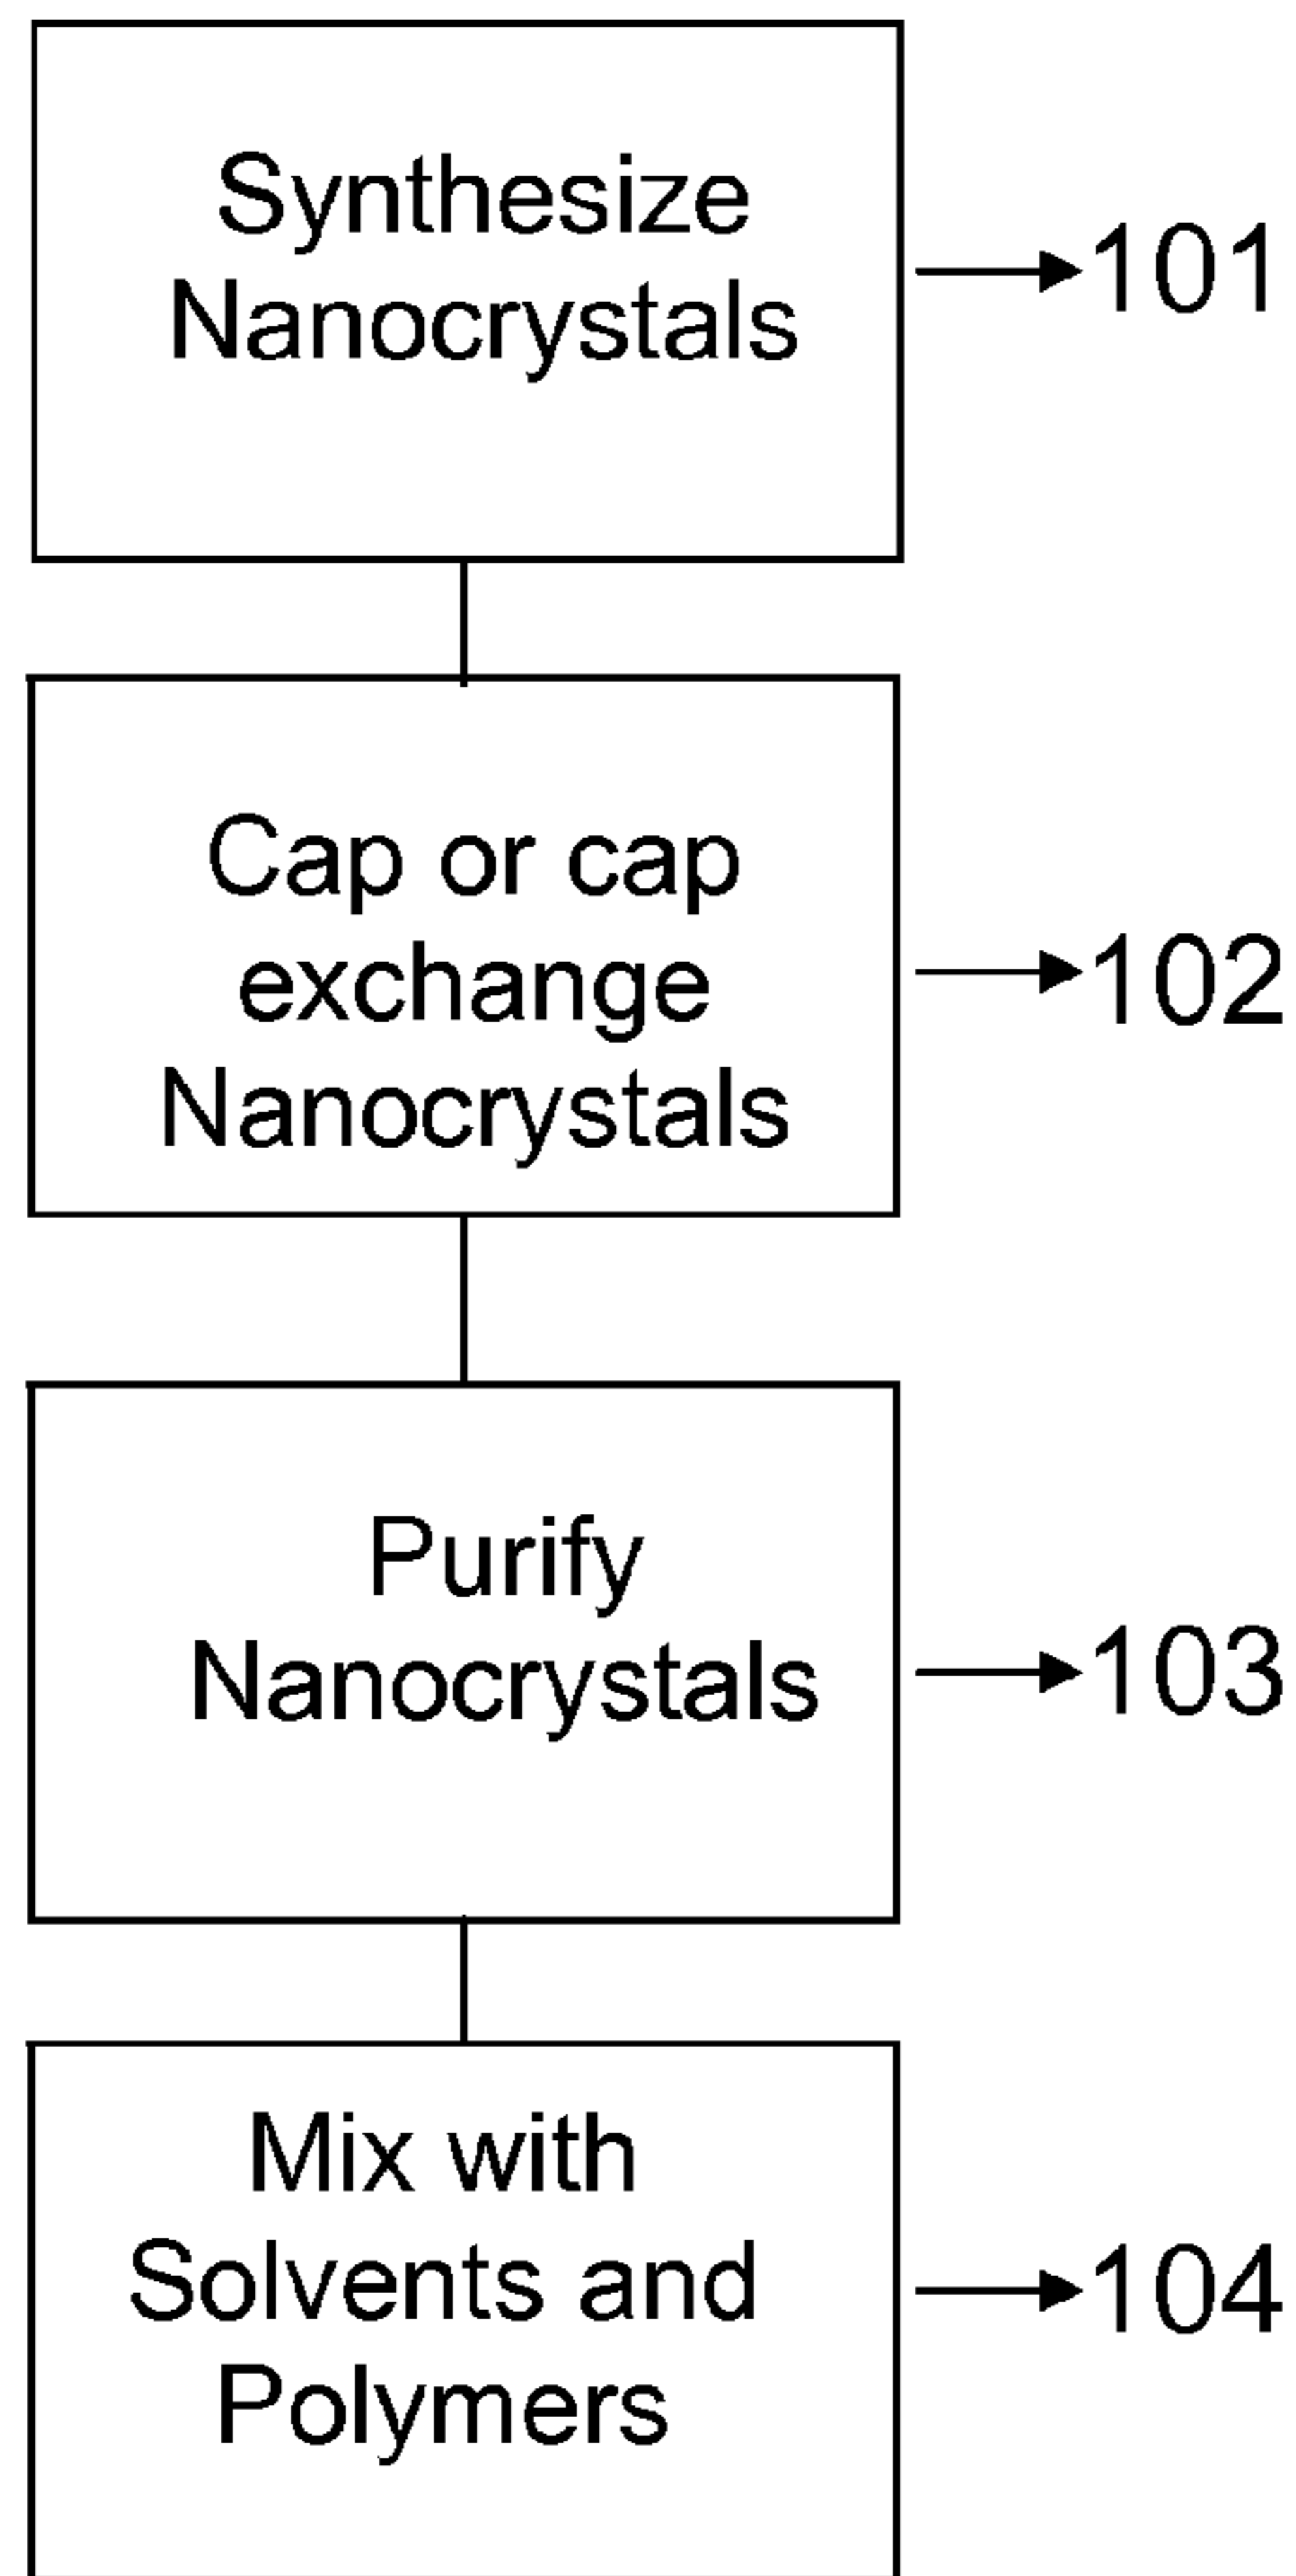 Synthesize
Nanocrystals
101
Cap or cap
exchange
Nanocrystals
102
Purify
Nanocrystals
103
Mix with
Solvents and
Polymers
104